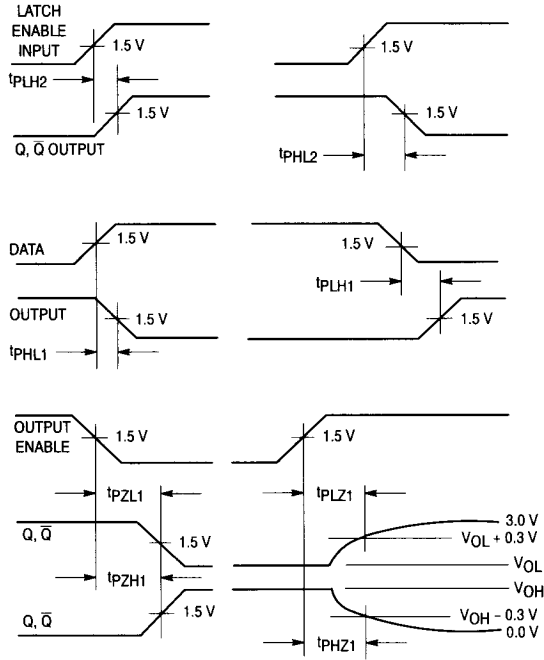 LATCH
ENABLE
INPUT
1.5 V
1.5 V
tPLH2
1.5 V
1.5 V
Q, Q̅ OUTPUT
tPHL2
DATA
1.5 V
1.5 V
tPLH1
OUTPUT
1.5 V
1.5 V
tPHL1
OUTPUT
ENABLE
1.5 V
1.5 V
tPZL1
tPLZ1
Q, Q̅
1.5 V
3.0 V
VOL + 0.3 V
VOL
tPZH1
VOH
1.5 V
VOH – 0.3 V
Q, Q̅
0.0 V
tPHZ1